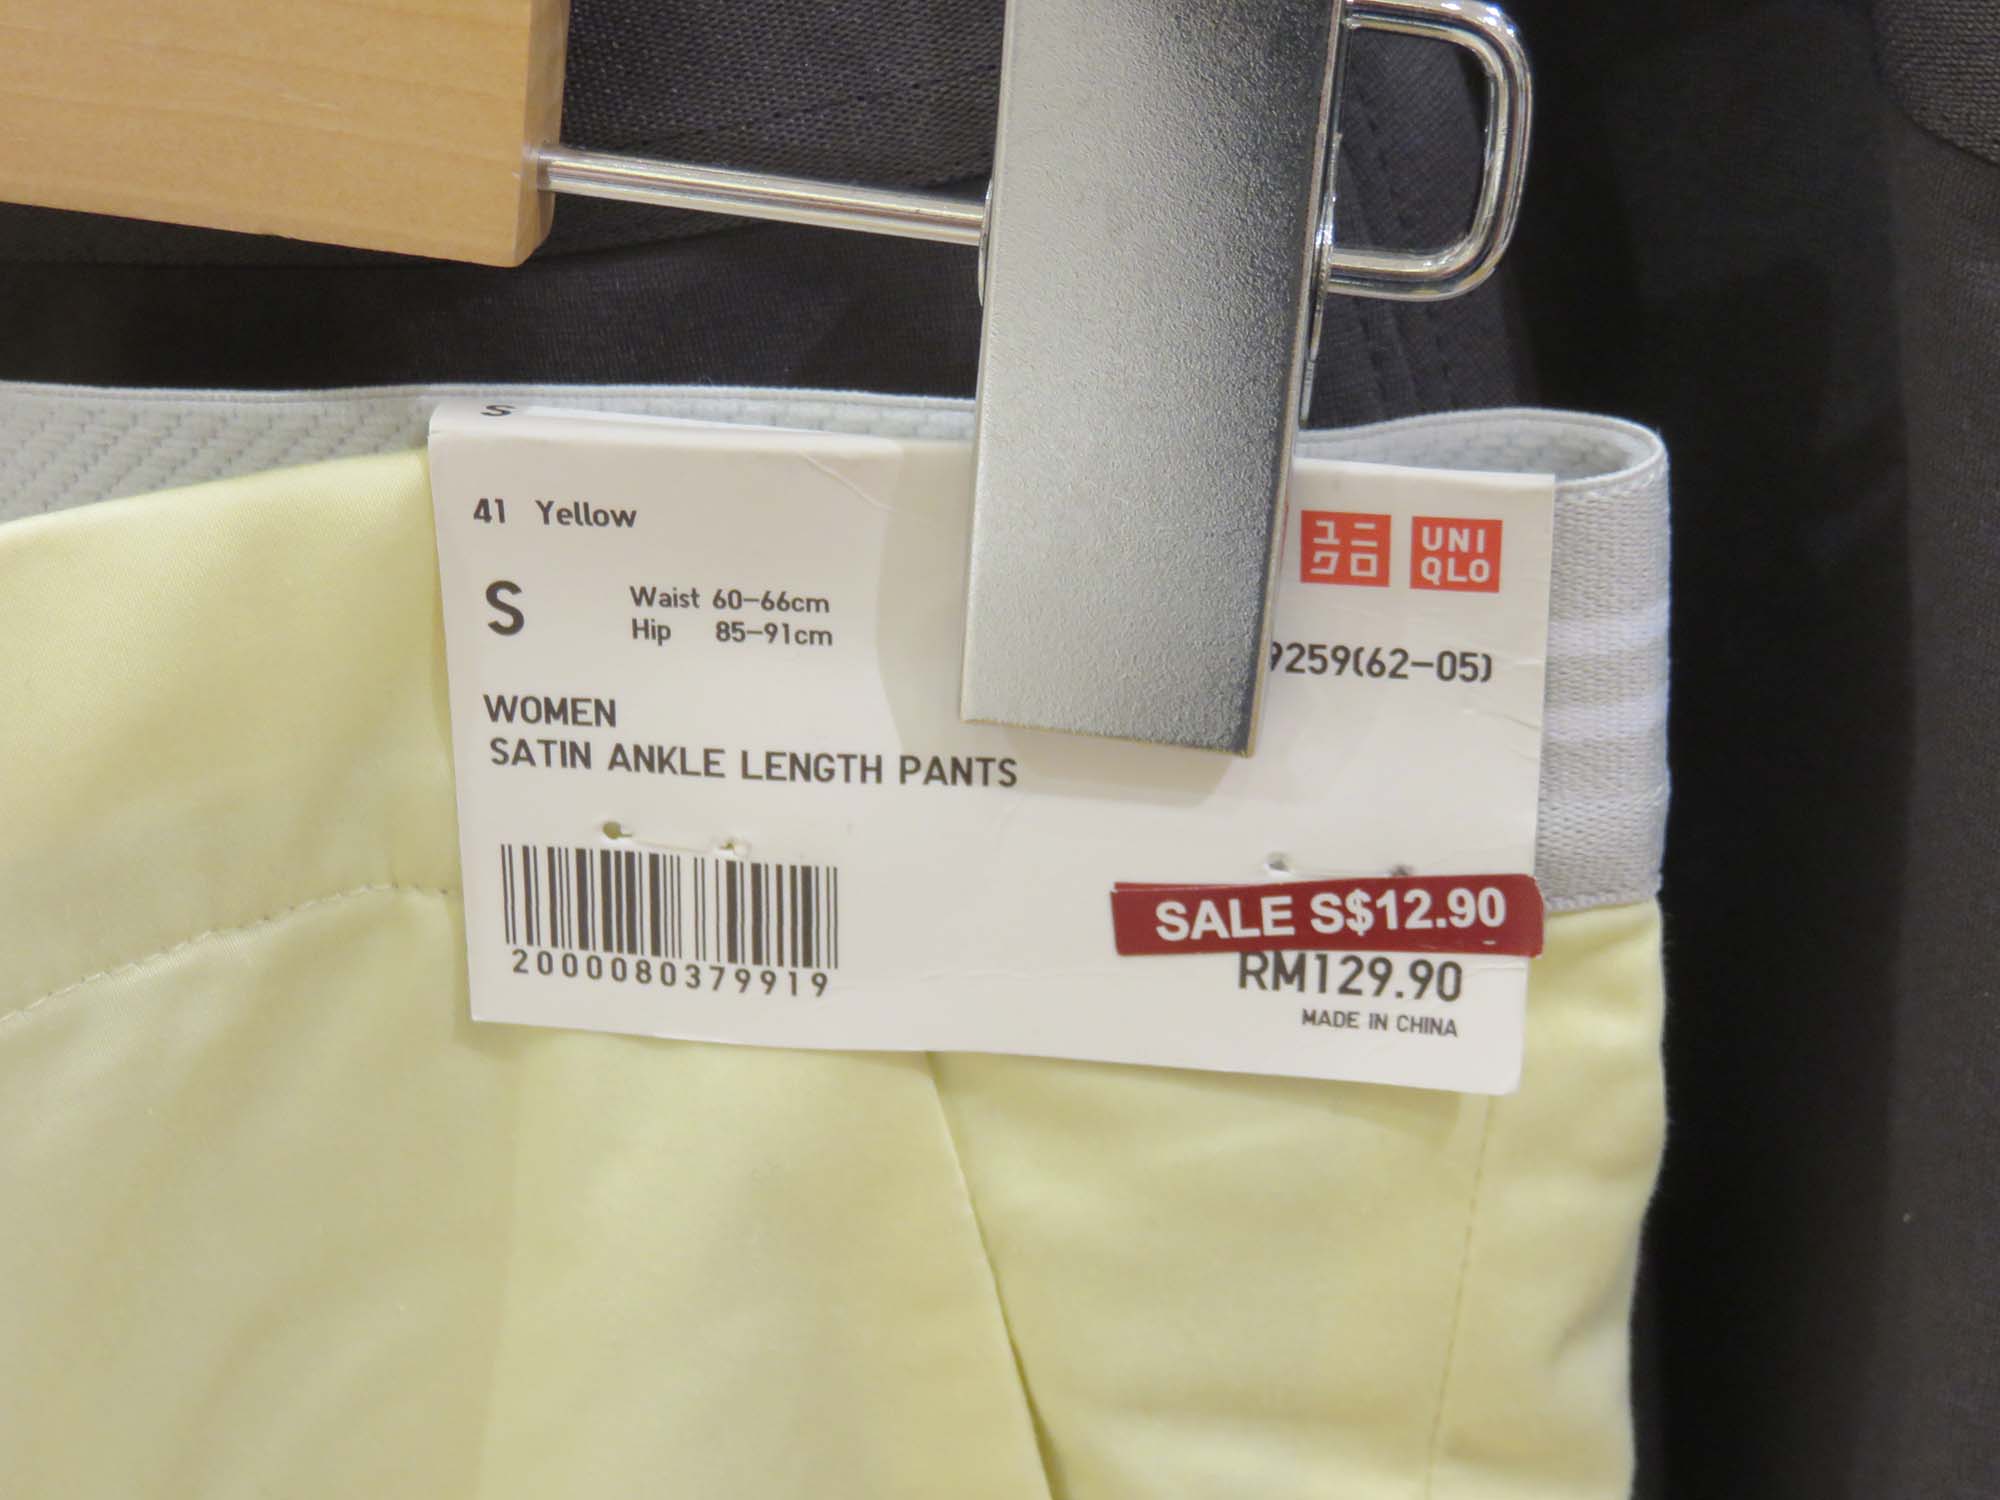 S
41 Yellow
ユニ
クロ
UNI
QLO
S
Waist 60-66cm
Hip 85-91cm
9259(62-05)
WOMEN
SATIN ANKLE LENGTH PANTS
2000080379919
SALE S$12.90
RM129.90
MADE IN CHINA